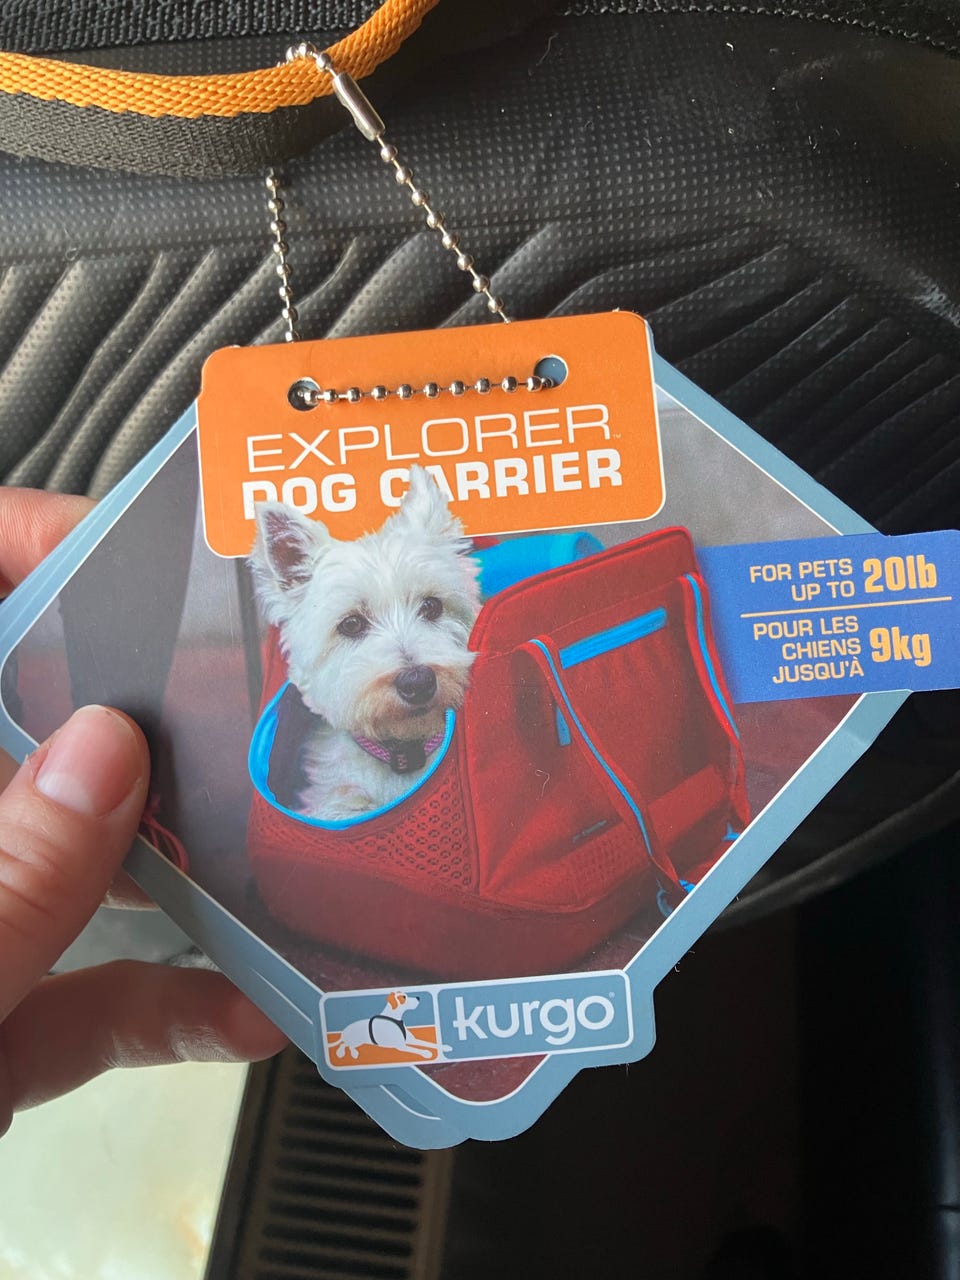 EXPLORER™
DOG CARRIER
FOR PETS
UP TO 20lb
POUR LES
CHIENS
JUSQU'À 9kg
kurgo®